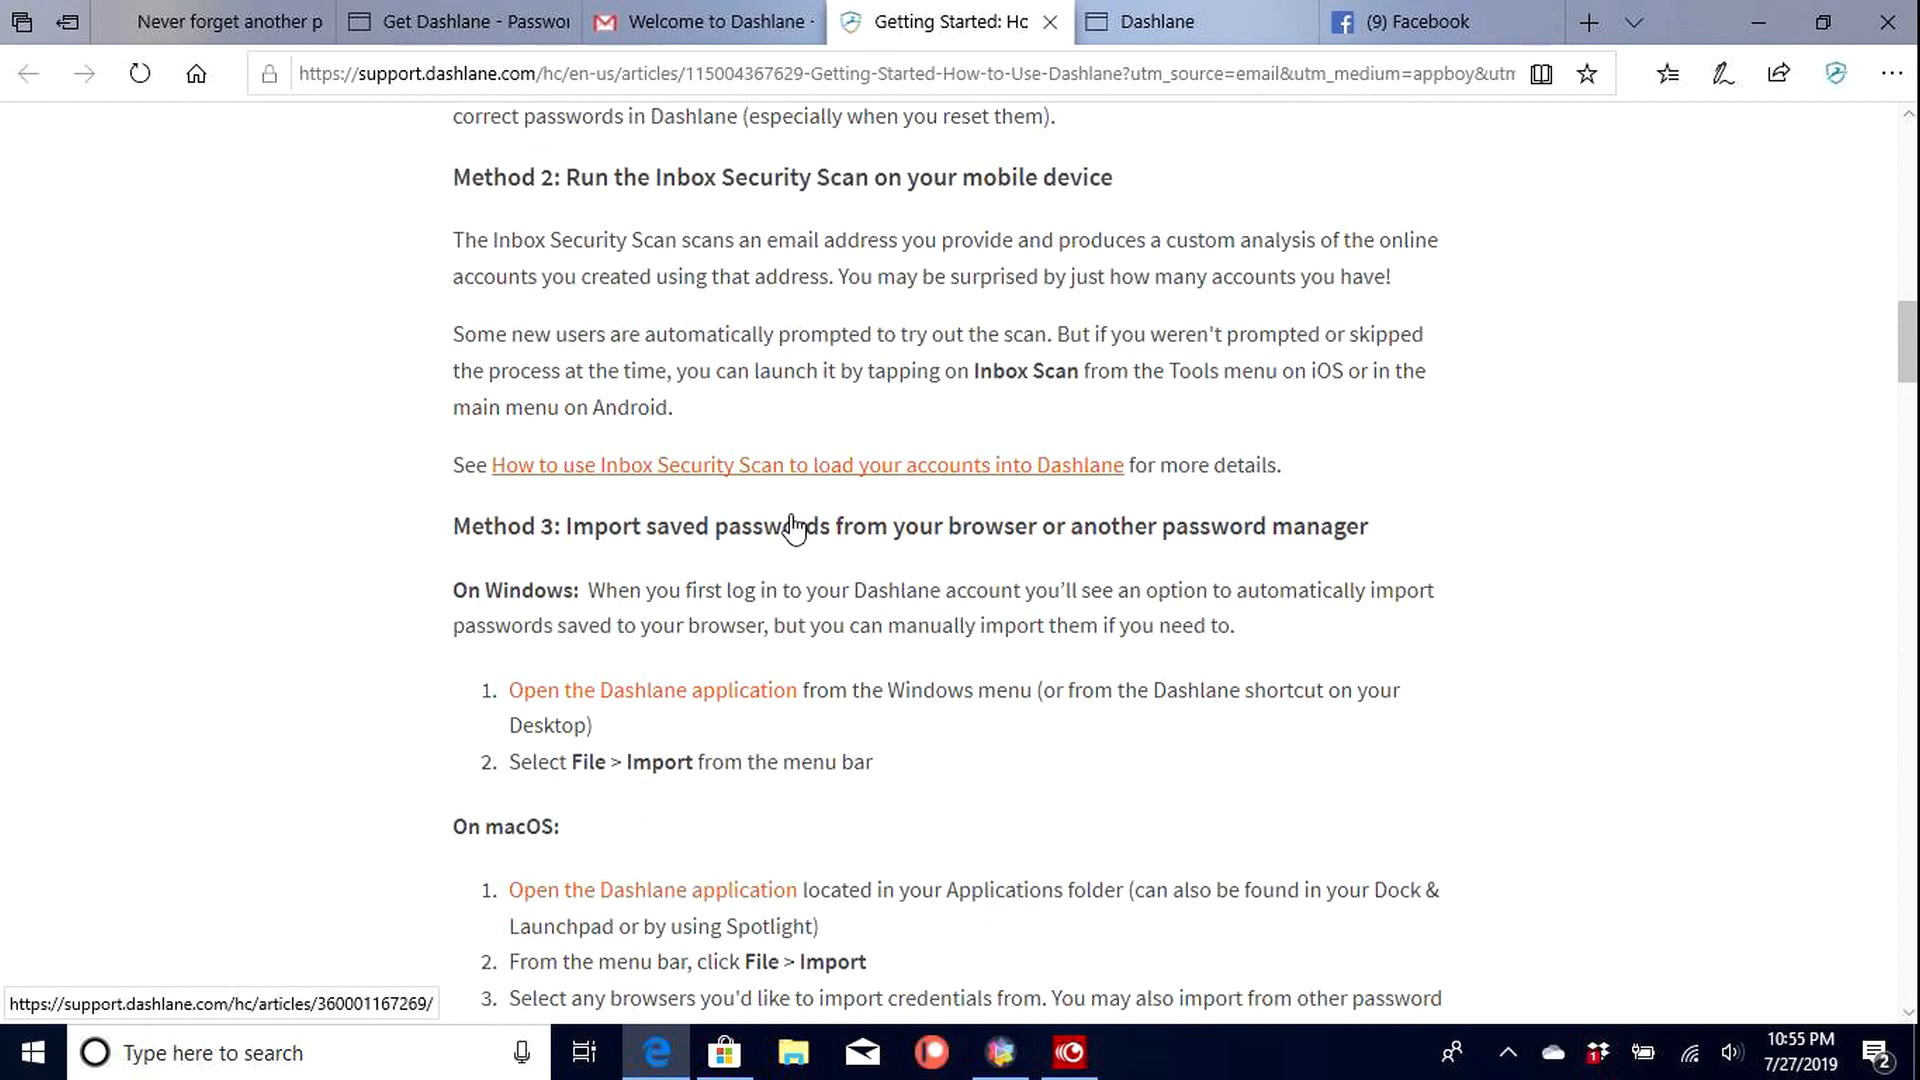 Never forget another p
Get Dashlane - Passwor
Welcome to Dashlane -
Getting Started: Ho
Dashlane
(9) Facebook
https://support.dashlane.com/hc/en-us/articles/115004367629-Getting-Started-How-to-Use-Dashlane?utm_source=email&utm_medium=appboy&utm
correct passwords in Dashlane (especially when you reset them).
Method 2: Run the Inbox Security Scan on your mobile device
The Inbox Security Scan scans an email address you provide and produces a custom analysis of the online
accounts you created using that address. You may be surprised by just how many accounts you have!
Some new users are automatically prompted to try out the scan. But if you weren't prompted or skipped
the process at the time, you can launch it by tapping on Inbox Scan from the Tools menu on iOS or in the
main menu on Android.
See How to use Inbox Security Scan to load your accounts into Dashlane for more details.
Method 3: Import saved passwords from your browser or another password manager
On Windows: When you first log in to your Dashlane account you’ll see an option to automatically import
passwords saved to your browser, but you can manually import them if you need to.
1. Open the Dashlane application from the Windows menu (or from the Dashlane shortcut on your
Desktop)
2. Select File > Import from the menu bar
On macOS:
1. Open the Dashlane application located in your Applications folder (can also be found in your Dock &
Launchpad or by using Spotlight)
2. From the menu bar, click File > Import
3. Select any browsers you'd like to import credentials from. You may also import from other password
https://support.dashlane.com/hc/articles/360001167269/
Type here to search
1
10:55 PM
7/27/2019
2